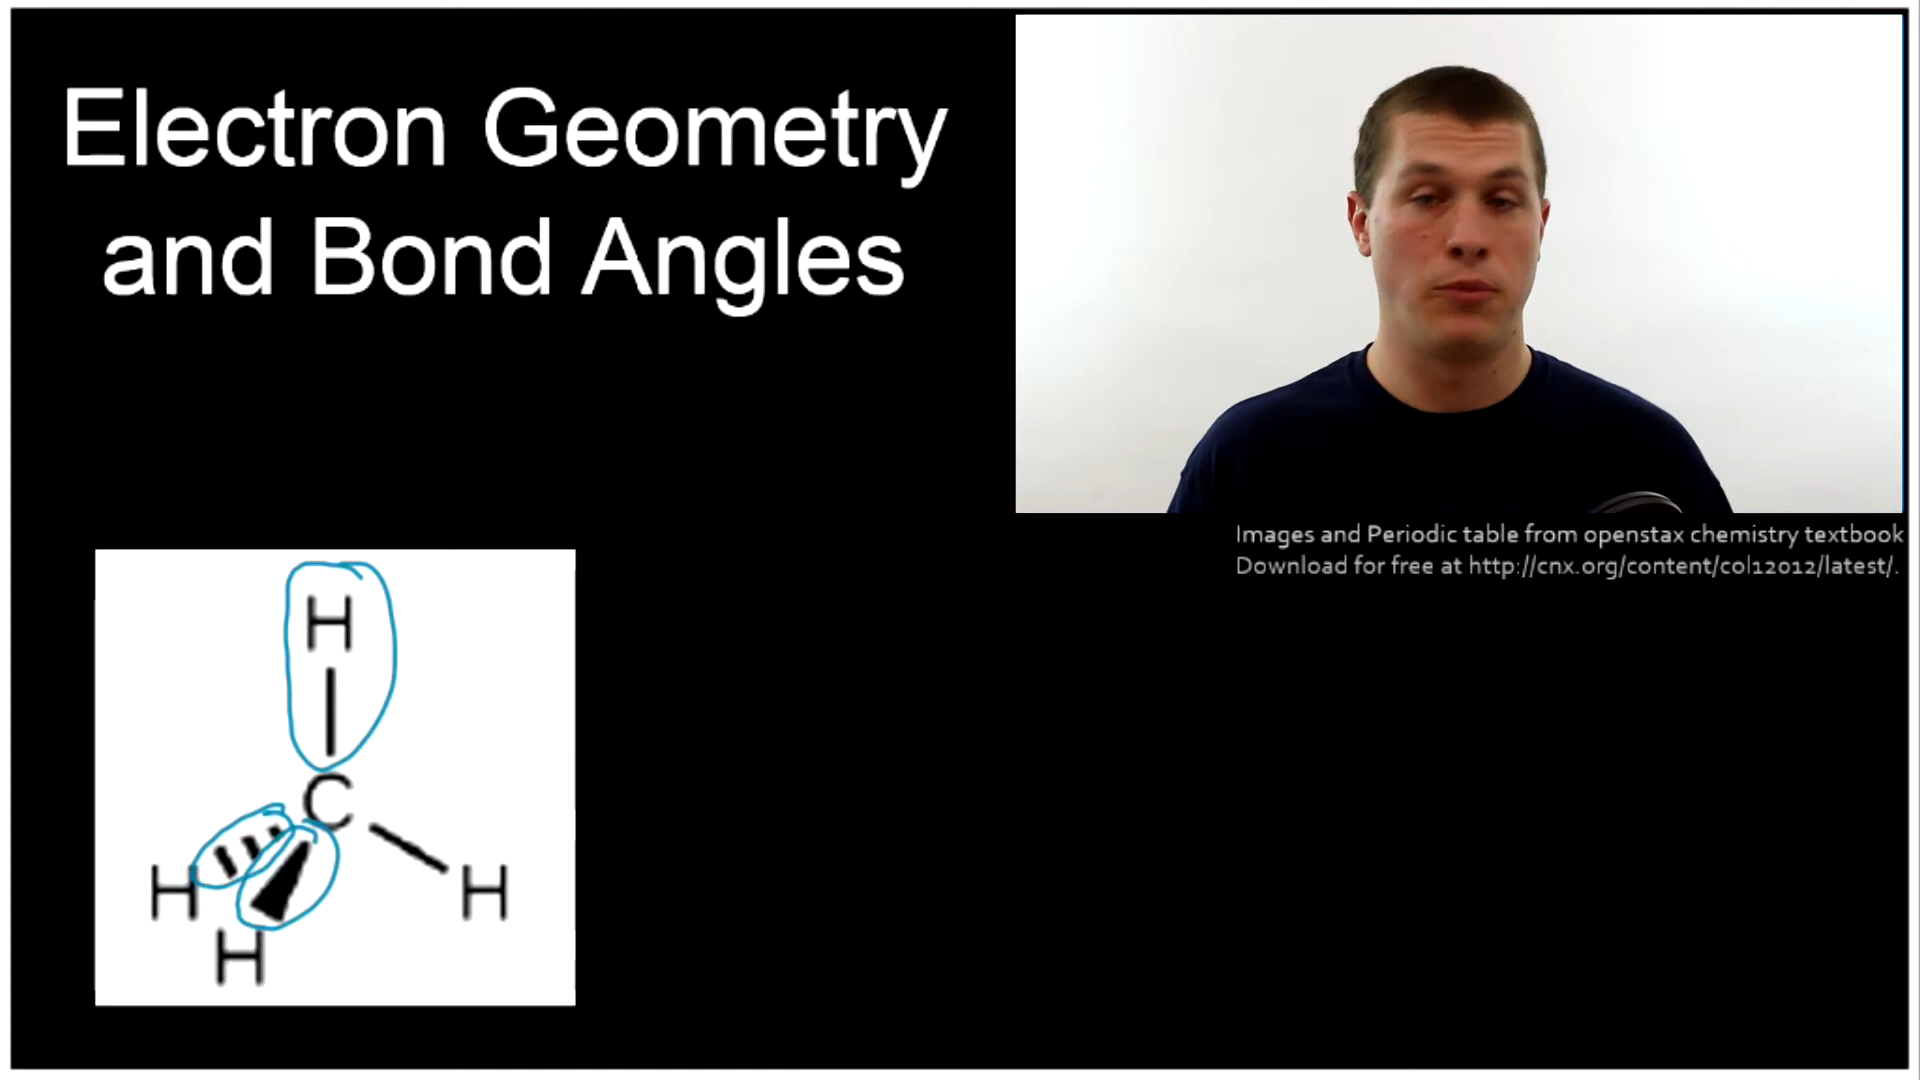 Electron Geometry
and Bond Angles
Images and Periodic table from openstax chemistry textbook
Download for free at http://cnx.org/content/col12012/latest/.
H
C
H H
H